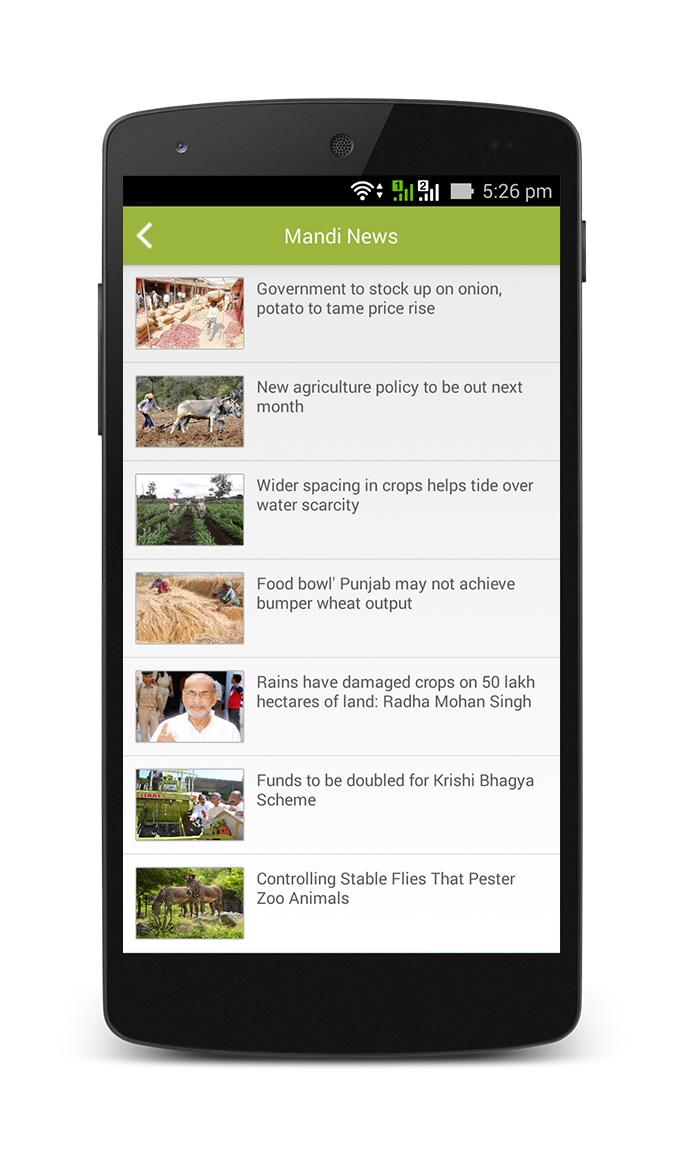 1 2 5:26 pm
Mandi News
Government to stock up on onion,
potato to tame price rise
New agriculture policy to be out next
month
Wider spacing in crops helps tide over
water scarcity
Food bowl' Punjab may not achieve
bumper wheat output
Rains have damaged crops on 50 lakh
hectares of land: Radha Mohan Singh
Funds to be doubled for Krishi Bhagya
Scheme
Controlling Stable Flies That Pester
Zoo Animals